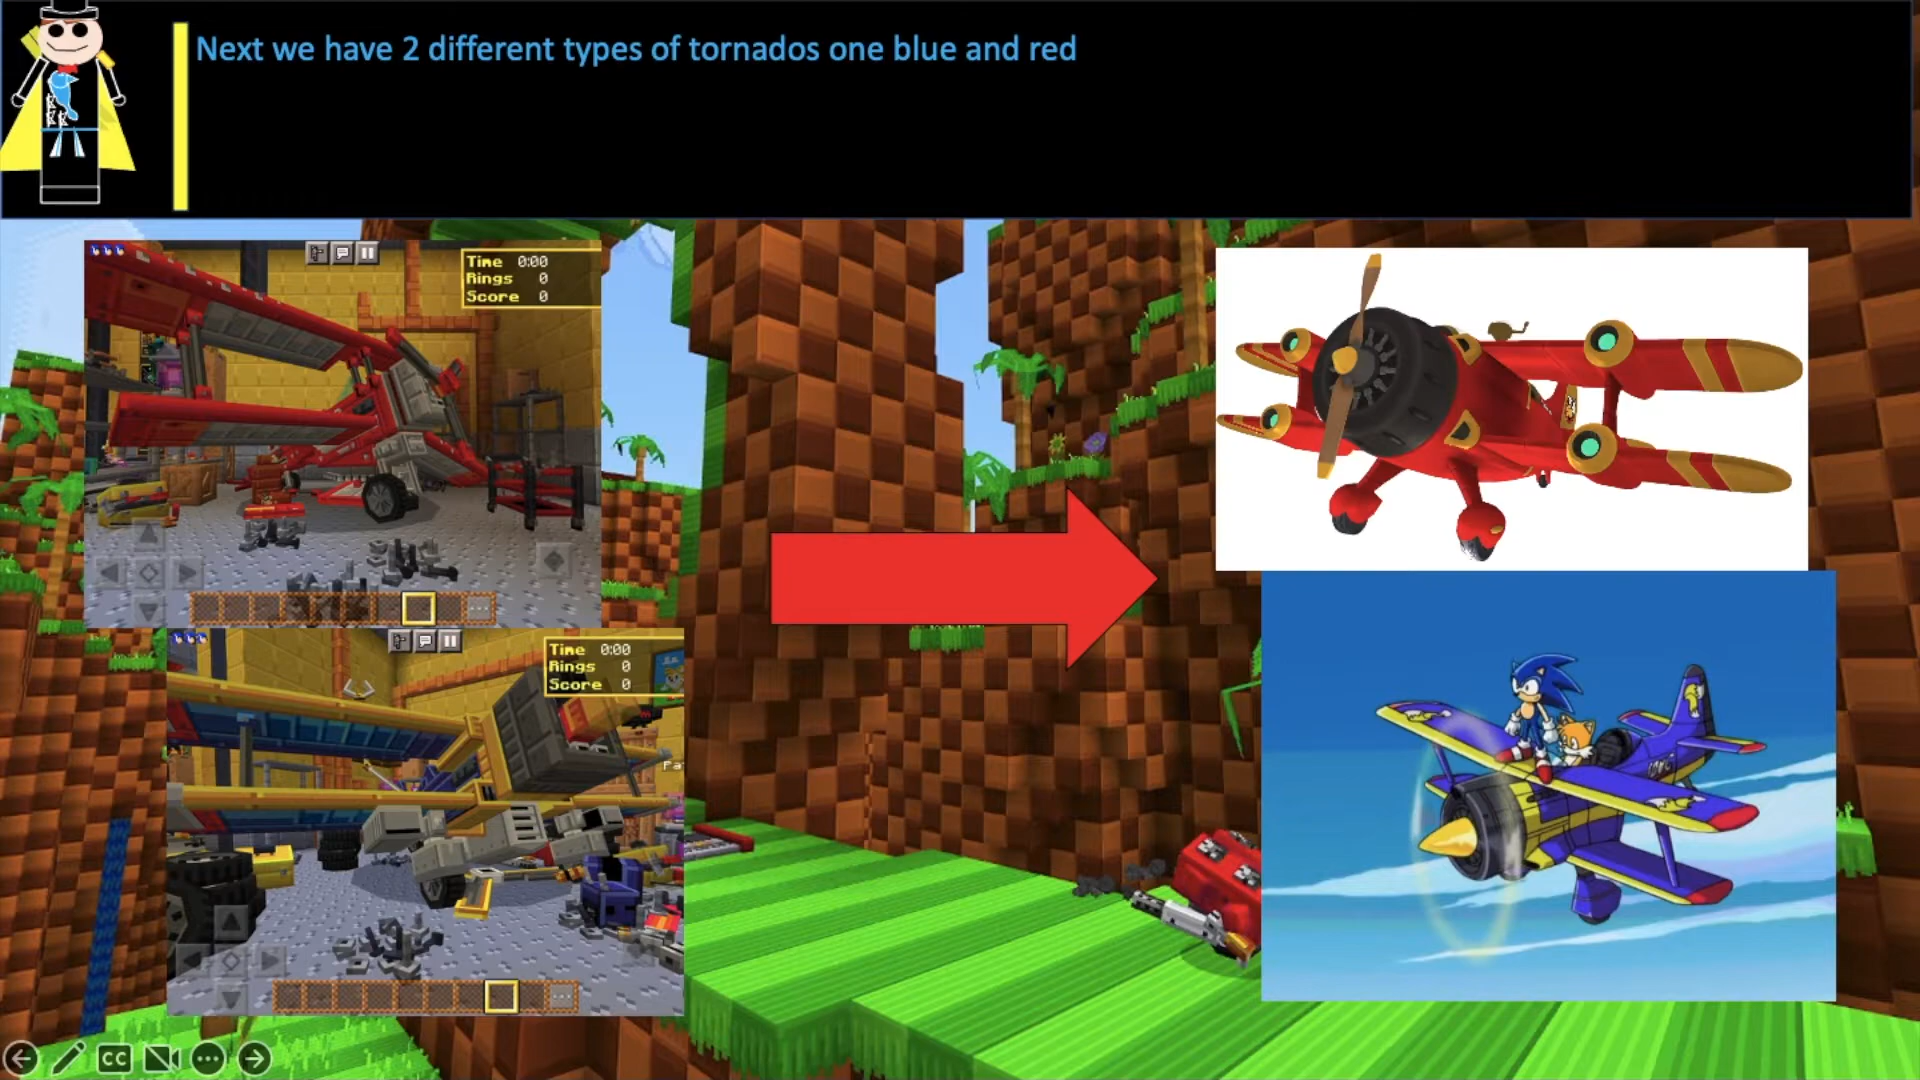 Next we have 2 different types of tornados one blue and red
Time 0:00
Rings 0
Score 0
Time 0:00
Rings 0
Score 0
CC